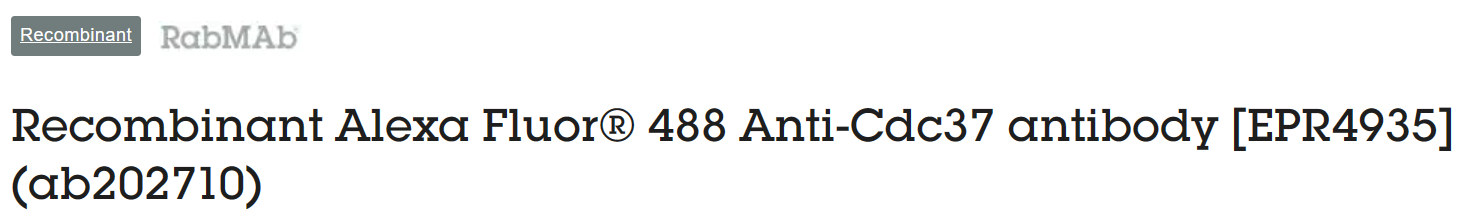 Recombinant RabMAb®
Recombinant Alexa Fluor® 488 Anti-Cdc37 antibody [EPR4935]
(ab202710)